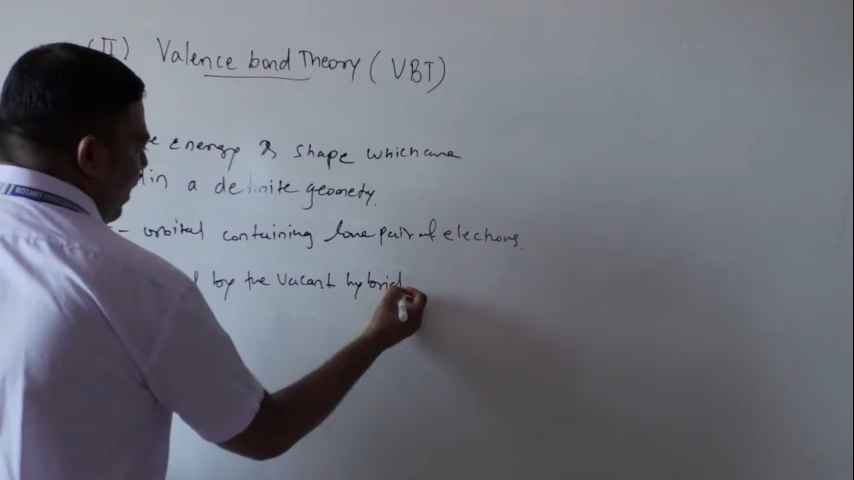 (II) Valence bond Theory (VBT)
energy & shape which are
in a definite geometry.
- orbital containing lone pair of electrons.
by the vacant hybrid